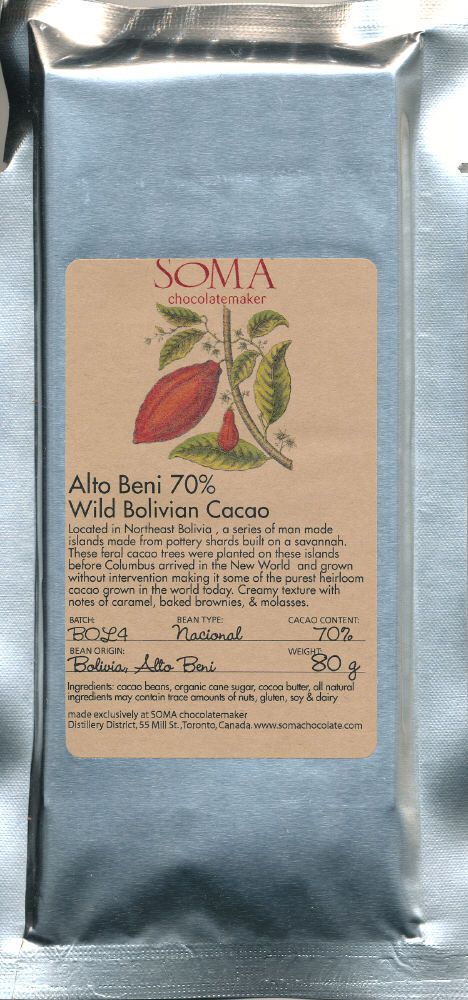 SOMA
chocolatemaker
Alto Beni 70%
Wild Bolivian Cacao
Located in Northeast Bolivia , a series of man made
islands made from pottery shards built on a savannah.
These feral cacao trees were planted on these islands
before Columbus arrived in the New World and grown
without intervention making it some of the purest heirloom
cacao grown in the world today. Creamy texture with
notes of caramel, baked brownies, & molasses.
BATCH: BEAN TYPE: CACAO CONTENT:
BOL4 Nacional 70%
BEAN ORIGIN: WEIGHT:
Bolivia, Alto Beni 80 g
Ingredients: cacao beans, organic cane sugar, cocoa butter, all natural
ingredients may contain trace amounts of nuts, gluten, soy & dairy
made exclusively at SOMA chocolatemaker
Distillery District, 55 Mill St., Toronto, Canada. www.somachocolate.com